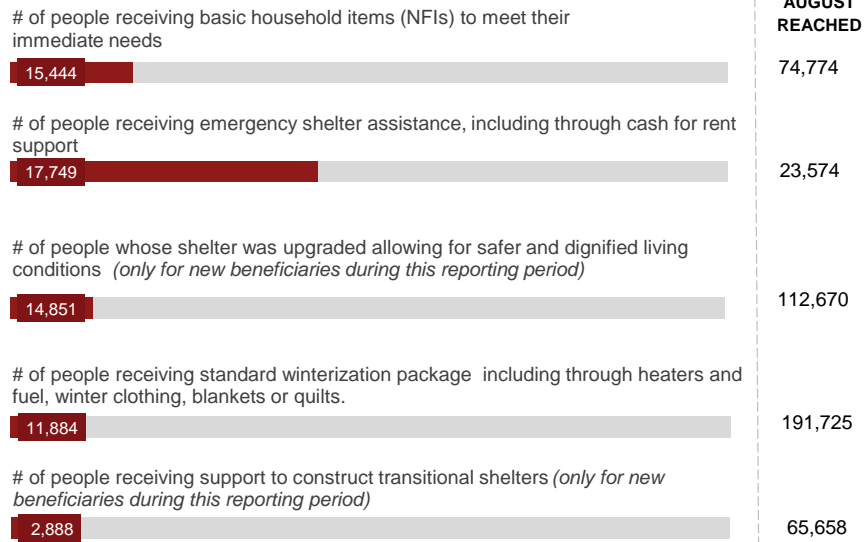 AUGUST
REACHED
# of people receiving basic household items (NFIs) to meet their
immediate needs
15,444
74,774
# of people receiving emergency shelter assistance, including through cash for rent
support
17,749
23,574
# of people whose shelter was upgraded allowing for safer and dignified living
conditions (only for new beneficiaries during this reporting period)
14,851
112,670
# of people receiving standard winterization package including through heaters and
fuel, winter clothing, blankets or quilts.
11,884
191,725
# of people receiving support to construct transitional shelters (only for new
beneficiaries during this reporting period)
2,888
65,658